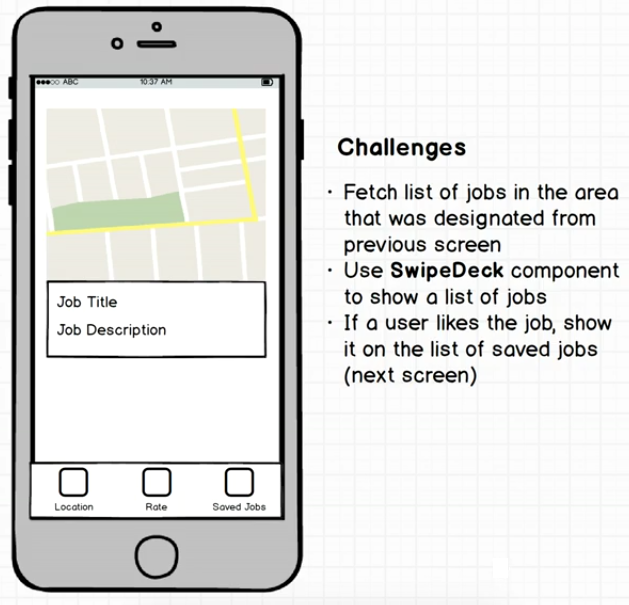 ABC 10:37 AM
Job Title
Job Description
Location Rate Saved Jobs
Challenges
· Fetch list of jobs in the area
that was designated from
previous screen
· Use SwipeDeck component
to show a list of jobs
· If a user likes the job, show
it on the list of saved jobs
(next screen)